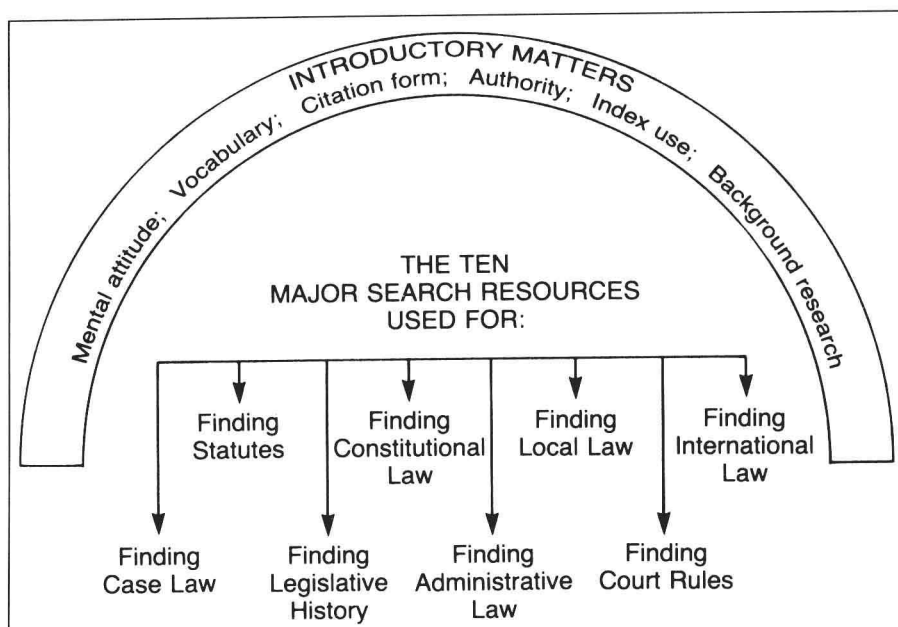 INTRODUCTORY MATTERS
Mental attitude; Vocabulary; Citation form; Authority; Index use; Background research
THE TEN
MAJOR SEARCH RESOURCES
USED FOR:
Finding
Statutes
Finding
Constitutional
Law
Finding
Local Law
Finding
International
Law
Finding
Case Law
Finding
Legislative
History
Finding
Administrative
Law
Finding
Court Rules